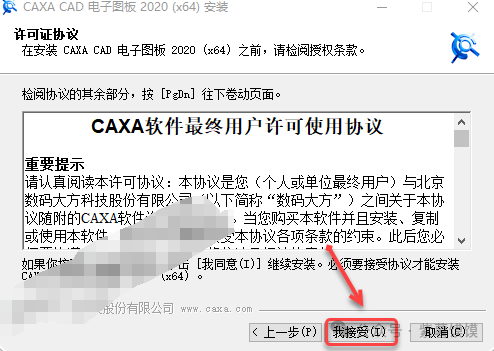 CAXA CAD 电子图板 2020 (x64) 安装
许可证协议
在安装 CAXA CAD 电子图板 2020 (x64) 之前,请检阅授权条款。
检阅协议的其余部分,按 [PgDn] 往下卷动页面。
CAXA软件最终用户许可使用协议
重要提示
请认真阅读本许可协议:本协议是您(个人或单位最终用户)与北京
数码大方科技股份有限公司(以下简称“数码大方”)之间关于本协
议随附的CAXA软件 。当您购买本软件并且安装、复制
或使用本软件 受本协议各项条款的约束。此后您必
如果你 [我同意(I)] 继续安装。必须要接受协议才能安装
CAXA (x64) 。
股份有限公司 www.caxa.com
< 上一步(P)
我接受(I)
取消(C)